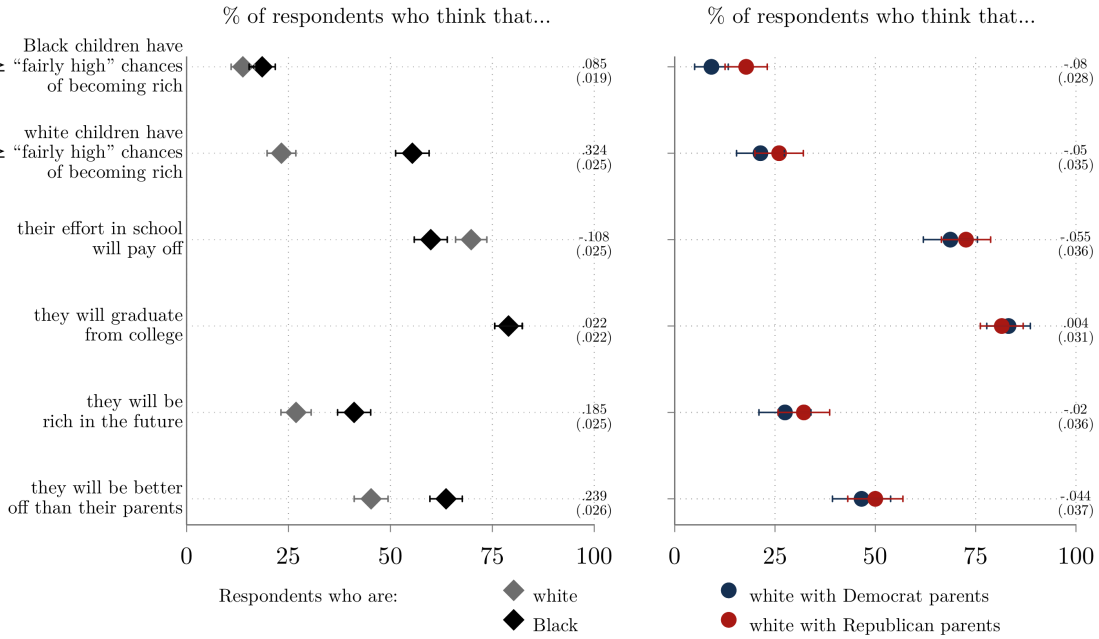 % of respondents who think that...
% of respondents who think that...
Black children have
≥ “fairly high” chances
of becoming rich
.085
(.019)
-.08
(.028)
white children have
≥ “fairly high” chances
of becoming rich
.324
(.025)
-.05
(.035)
their effort in school
will pay off
-.108
(.025)
-.055
(.036)
they will graduate
from college
.022
(.022)
.004
(.031)
they will be
rich in the future
.185
(.025)
-.02
(.036)
they will be better
off than their parents
.239
(.026)
-.044
(.037)
0 25 50 75 100
0 25 50 75 100
Respondents who are:
white
Black
white with Democrat parents
white with Republican parents